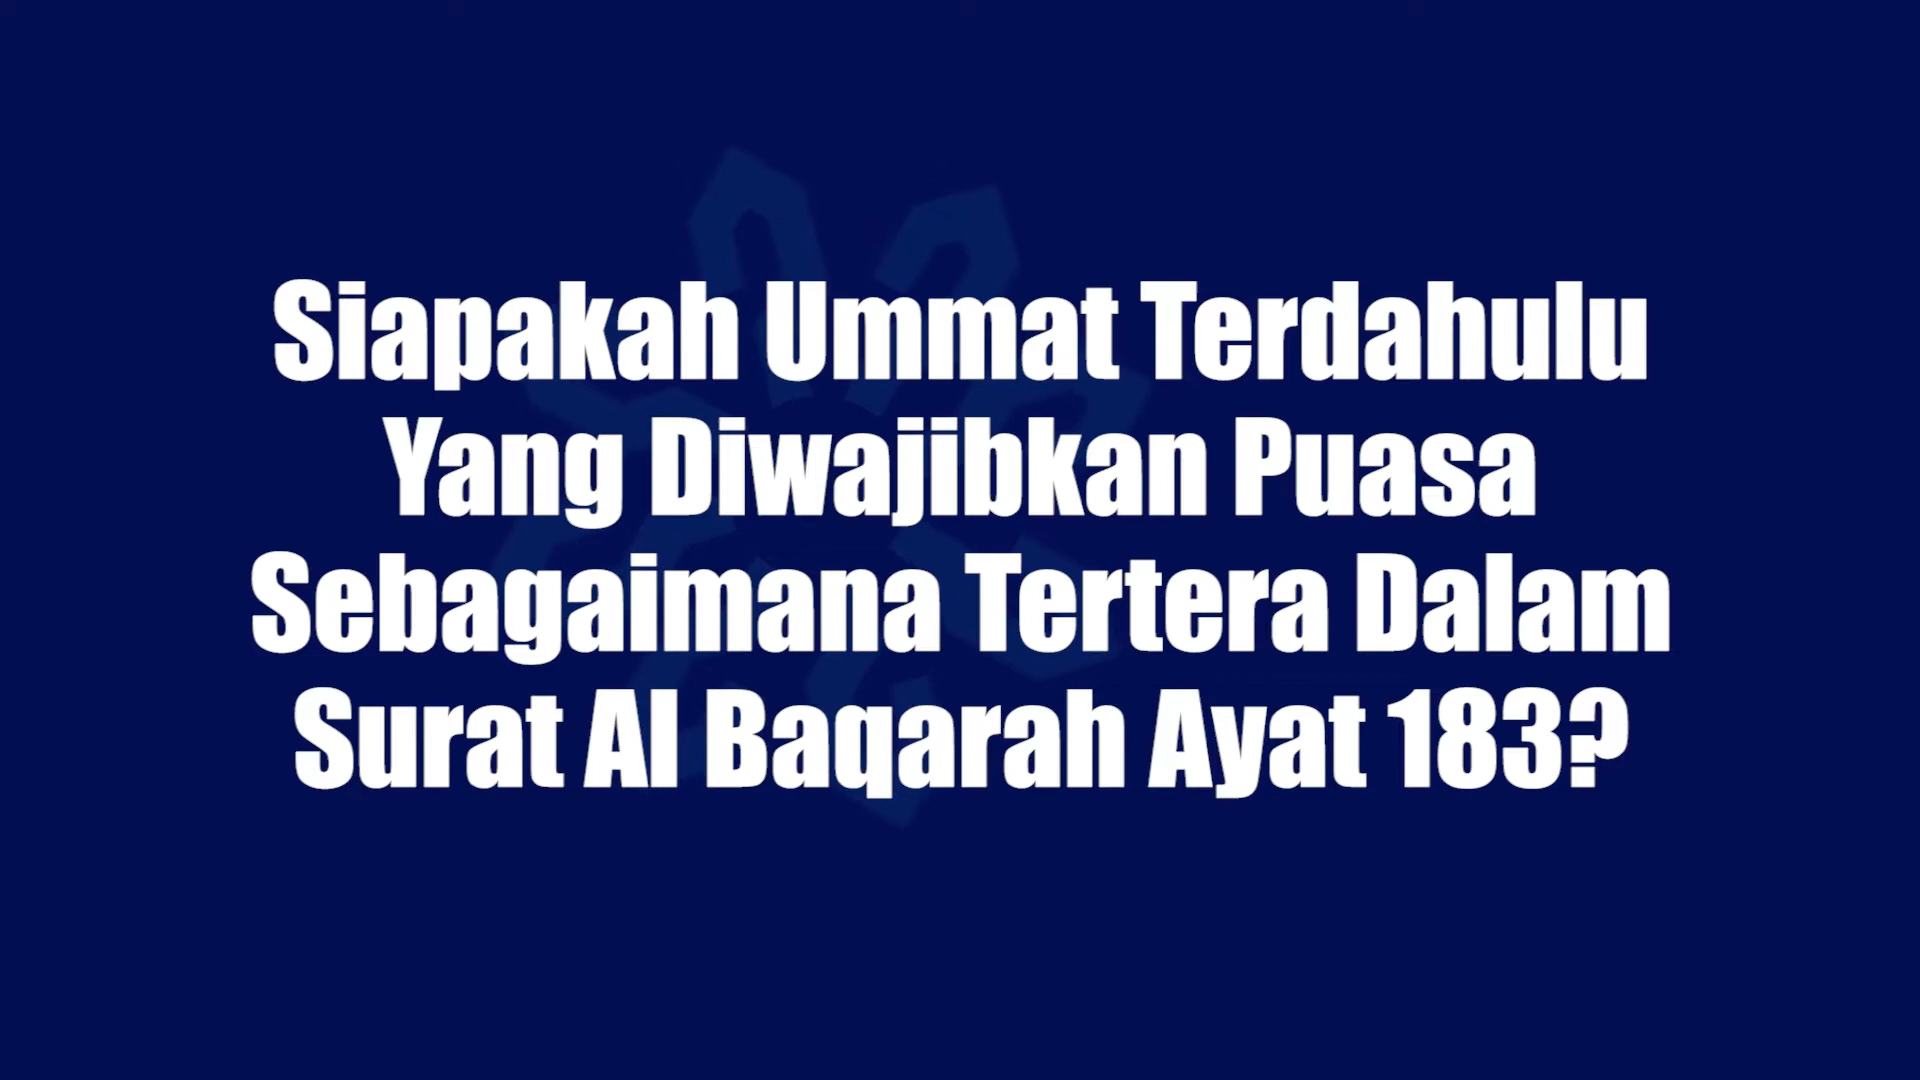 Siapakah Ummat Terdahulu
Yang Diwajibkan Puasa
Sebagaimana Tertera Dalam
Surat Al Baqarah Ayat 183?